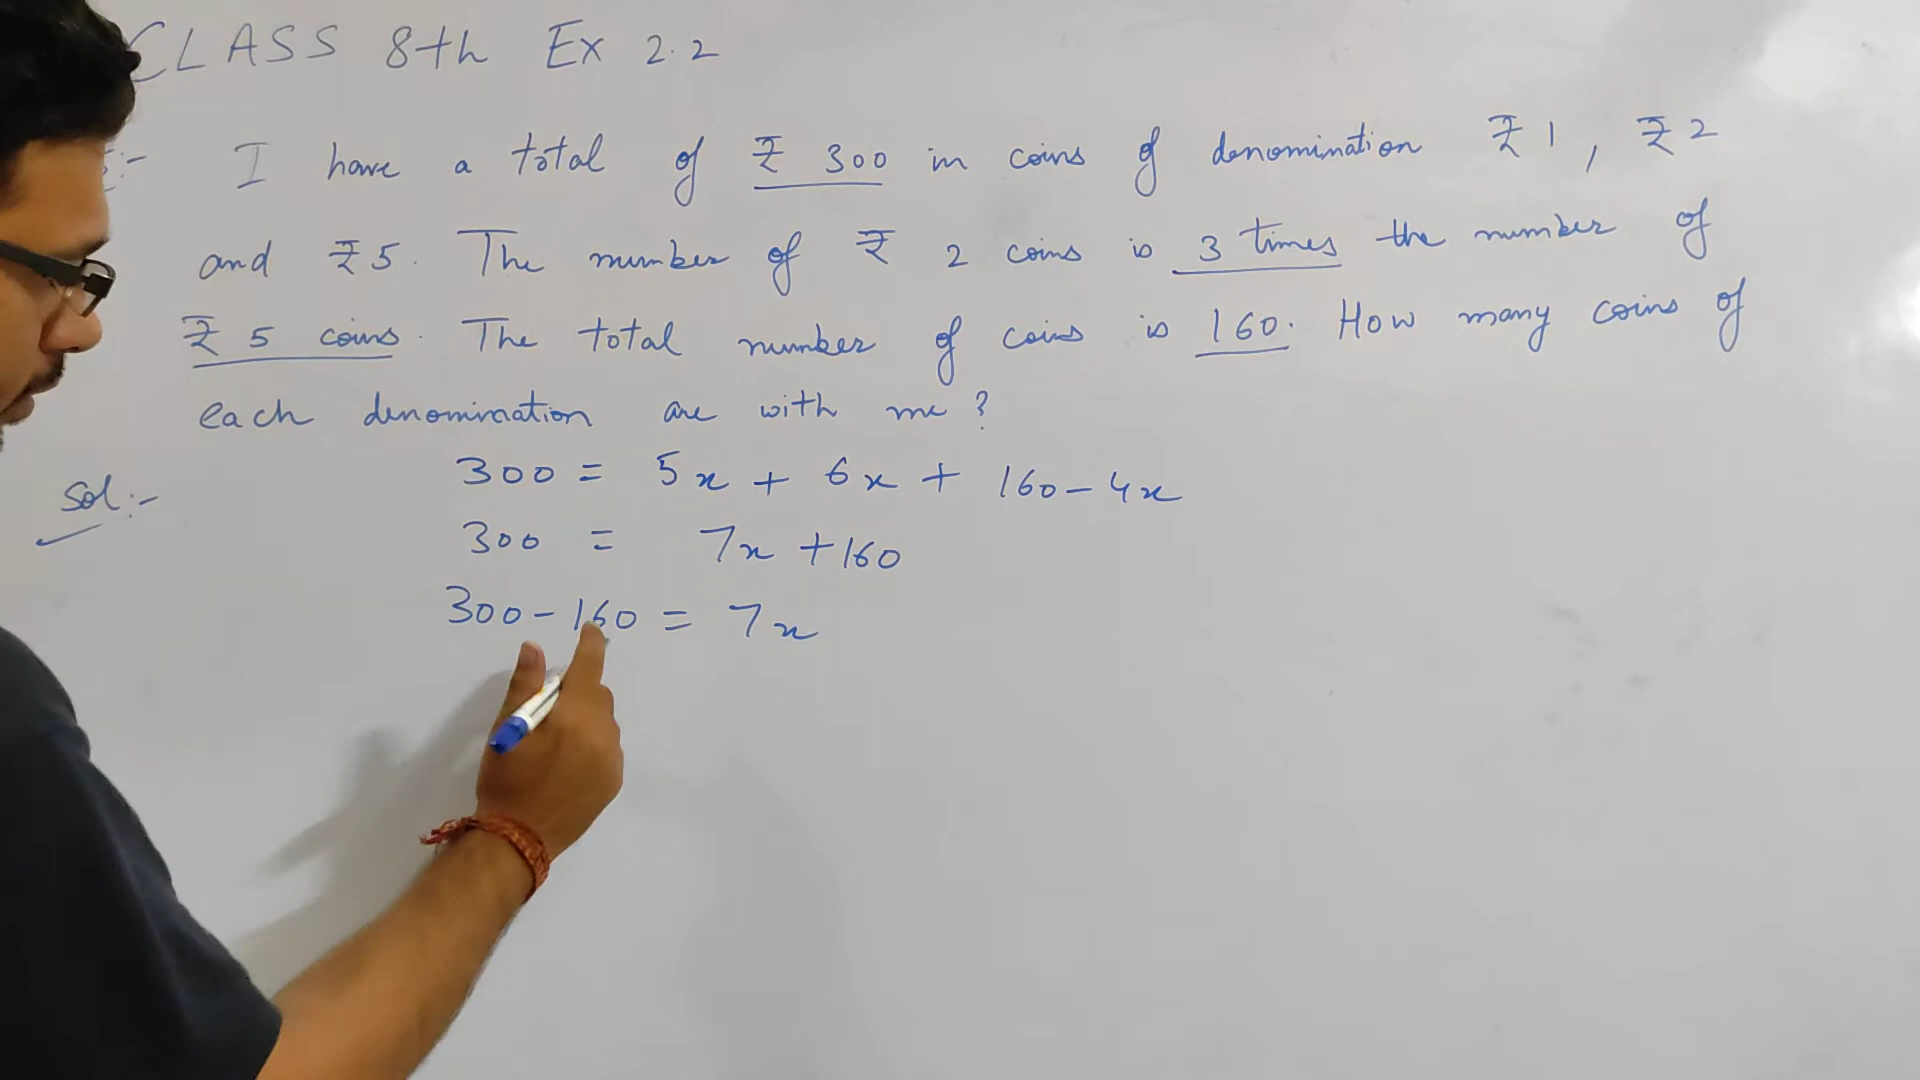 CLASS 8th Ex 2.2
:- I have a total of ₹ 300 in coins of denomination ₹ 1, ₹ 2
and ₹ 5. The number of ₹ 2 coins is 3 times the number of
₹ 5 coins. The total number of coins is 160. How many coins of
each denomination are with me?
Sol:-
300 = 5x + 6x + 160 - 4x
300 = 7x + 160
300 - 160 = 7x